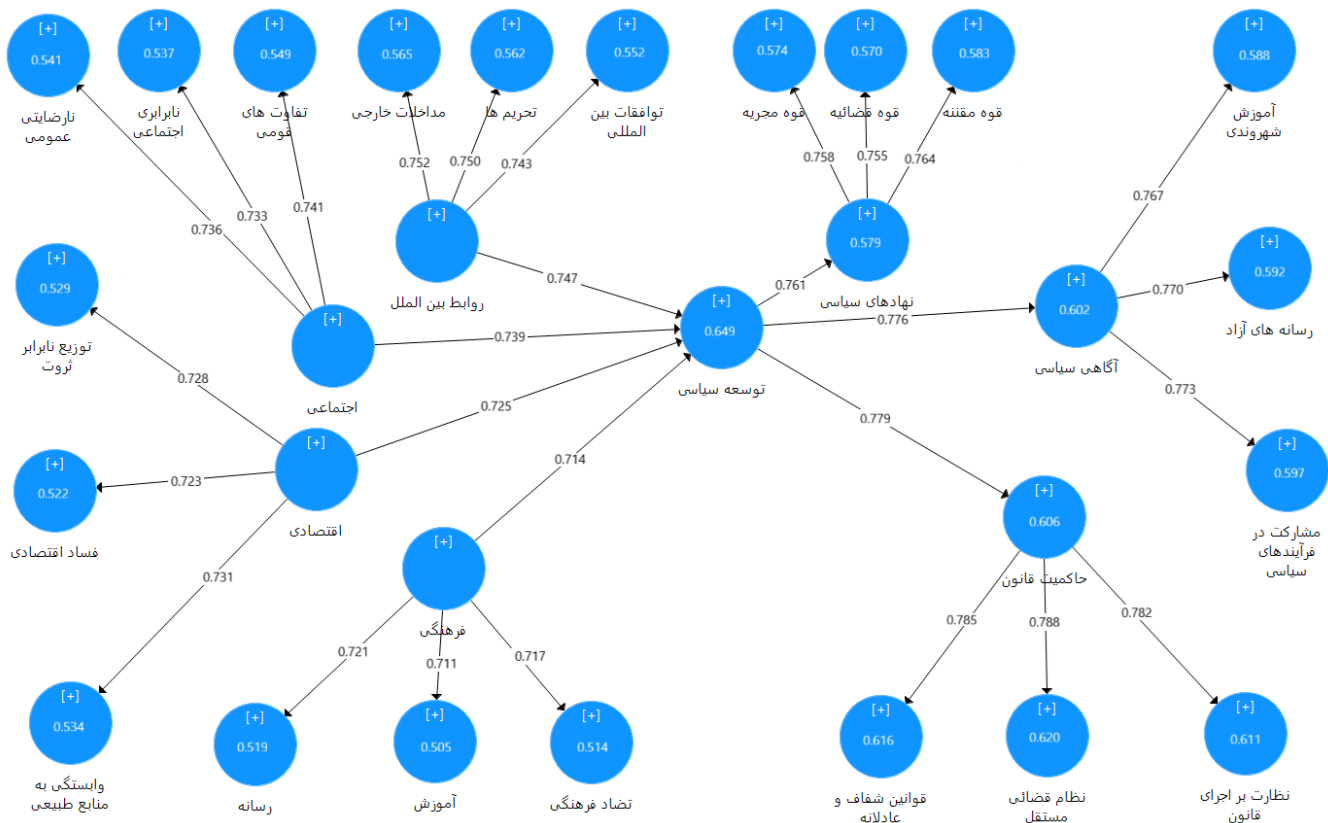 [+]
0.541
نارضایتی
عمومی
[+]
0.537
نابرابری
اجتماعی
[+]
0.549
تفاوت های
قومی
[+]
0.565
مداخلات خارجی
[+]
0.562
تحریم ها
[+]
0.552
توافقات بین
المللی
[+]
0.574
قوه مجریه
[+]
0.570
قوه قضائیه
[+]
0.583
قوه مقننه
[+]
0.588
آموزش
شهروندی
0.736
0.733
0.741
0.752
0.750
0.743
0.758
0.755
0.764
0.767
[+]
روابط بین الملل
[+]
0.579
نهادهای سیاسی
[+]
0.592
رسانه های آزاد
[+]
0.529
توزیع نابرابر
ثروت
[+]
اجتماعی
0.747
0.761
0.739
[+]
0.649
توسعه سیاسی
0.776
[+]
0.602
آگاهی سیاسی
0.770
0.773
0.728
0.725
0.714
0.779
[+]
اقتصادی
0.723
[+]
0.522
فساد اقتصادی
0.731
[+]
0.597
مشارکت در
فرآیندهای
سیاسی
[+]
فرهنگی
[+]
0.606
حاکمیت قانون
0.721
0.711
0.717
0.785
0.788
0.782
[+]
0.534
وابستگی به
منابع طبیعی
[+]
0.519
رسانه
[+]
0.505
آموزش
[+]
0.514
تضاد فرهنگی
[+]
0.616
قوانین شفاف و
عادلانه
[+]
0.620
نظام قضائی
مستقل
[+]
0.611
نظارت بر اجرای
قانون